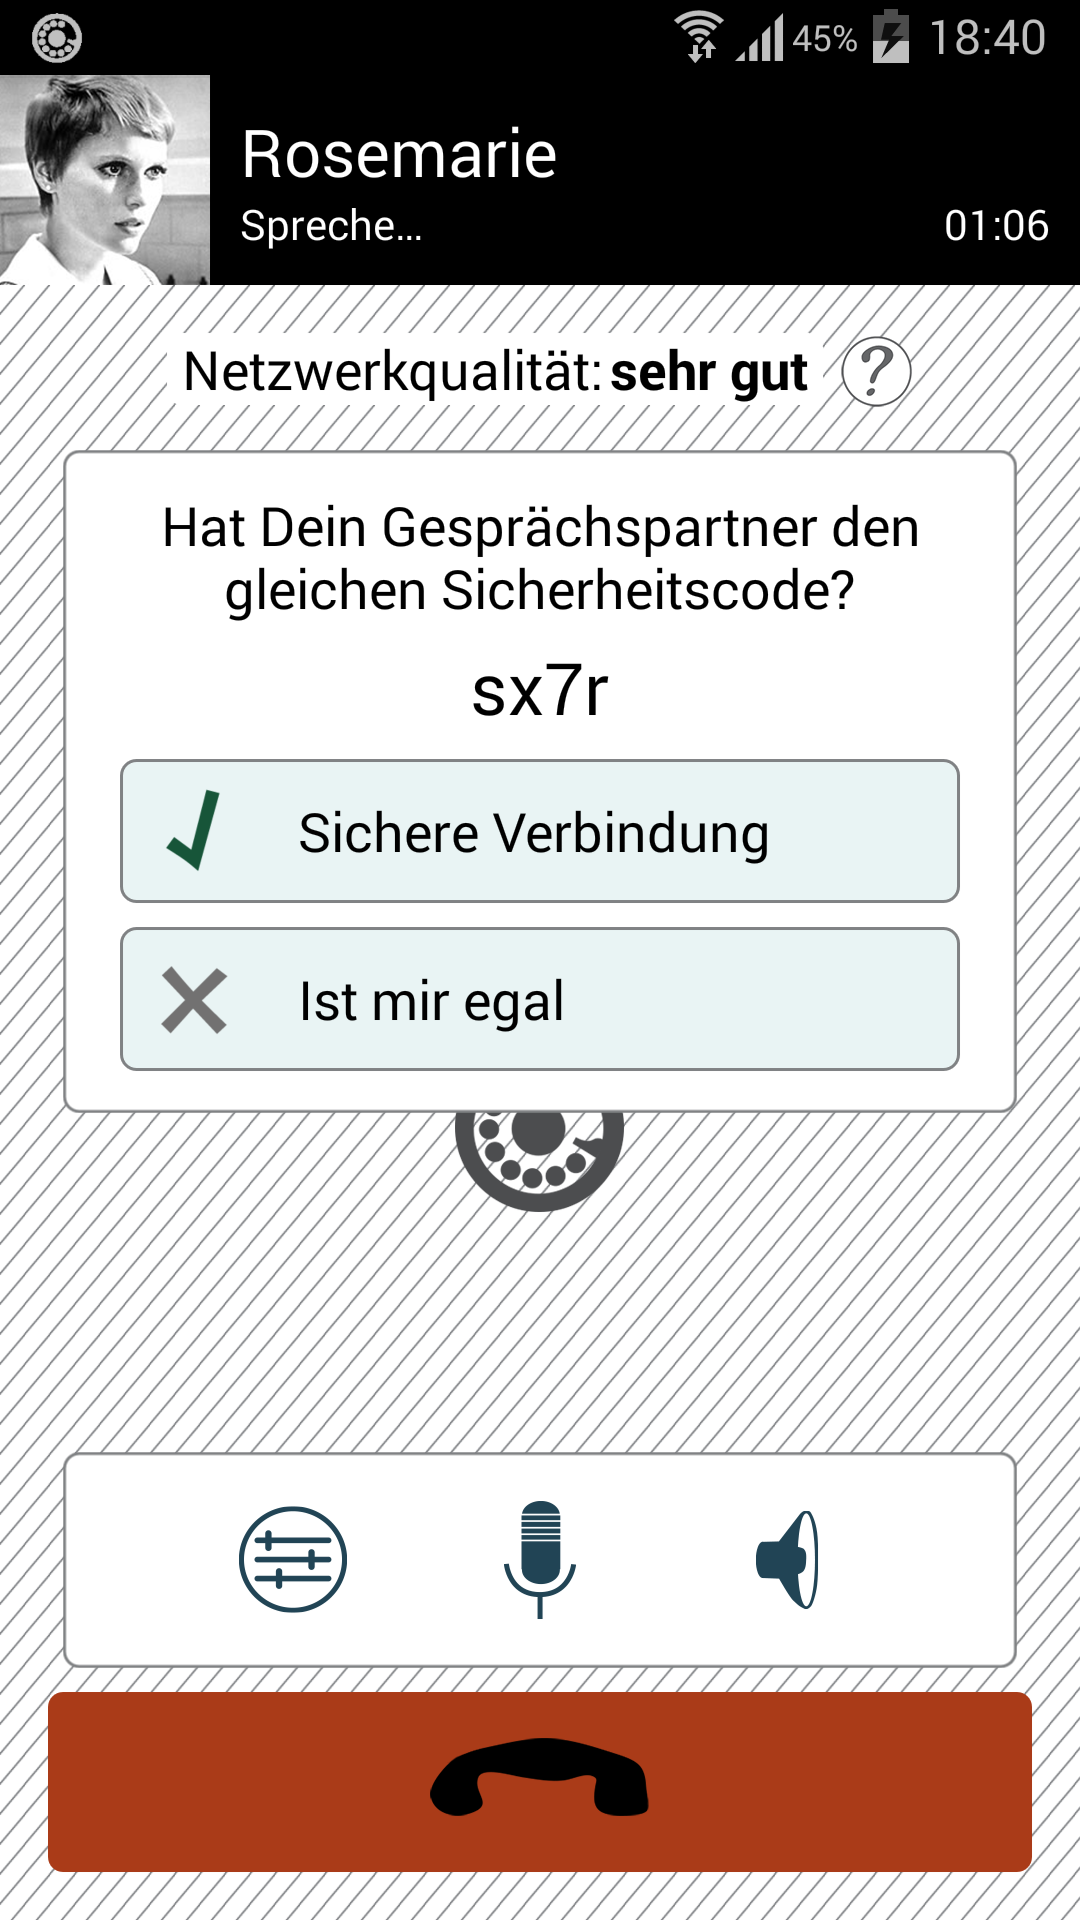 45% 18:40
Rosemarie
Spreche... 01:06
Netzwerkqualität: sehr gut ?
Hat Dein Gesprächspartner den
gleichen Sicherheitscode?
sx7r
Sichere Verbindung
Ist mir egal